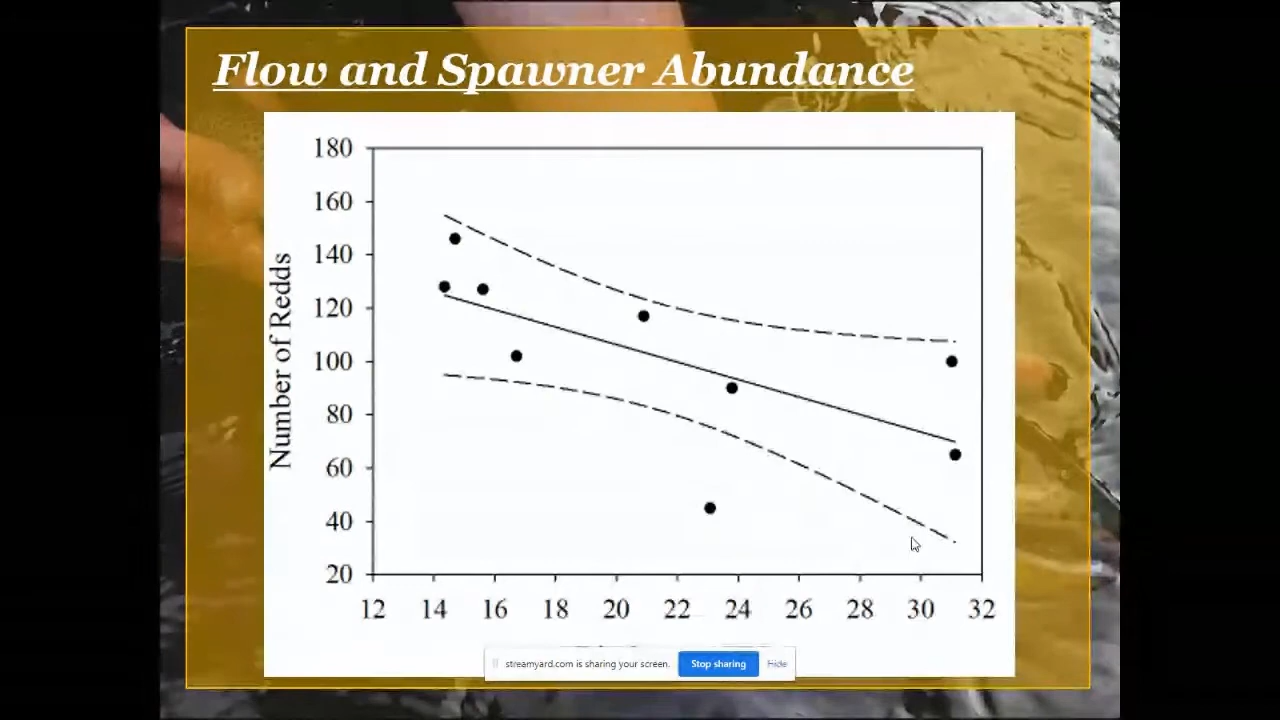 Flow and Spawner Abundance
180
160
140
120
100
80
60
40
20
Number of Redds
12 14 16 18 20 22 24 26 28 30 32
streamyard.com is sharing your screen. Stop sharing Hide